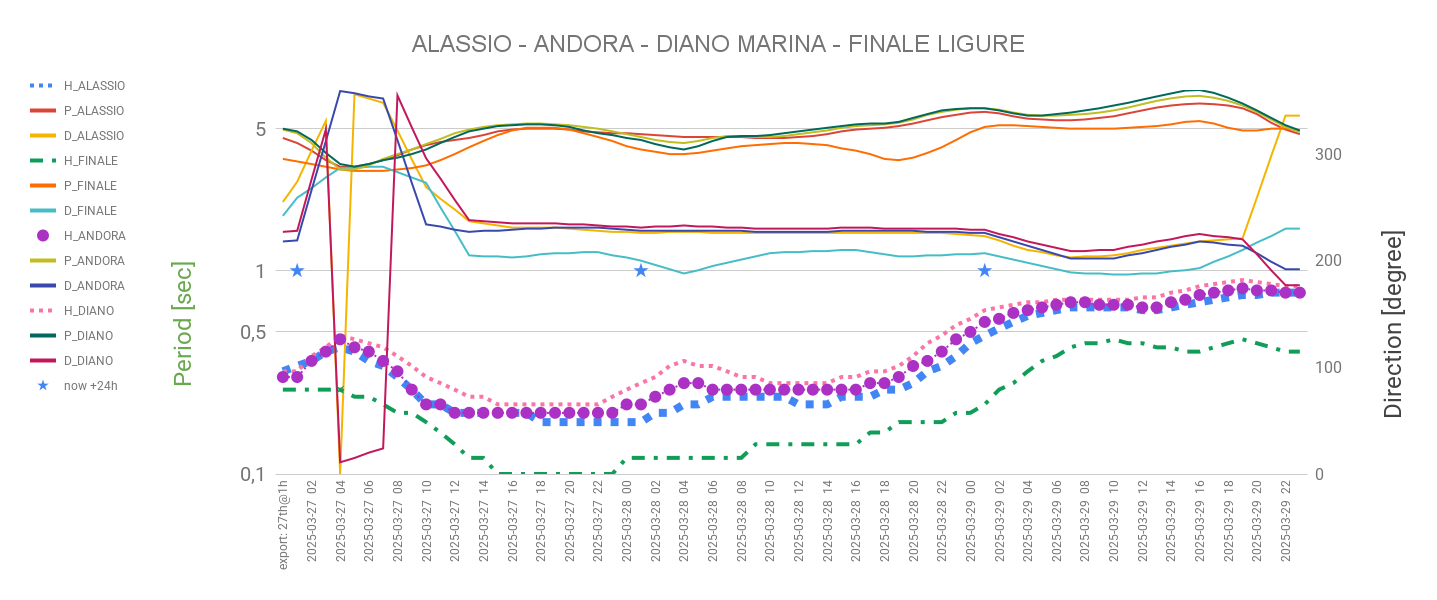 ALASSIO - ANDORA - DIANO MARINA - FINALE LIGURE
H_ALASSIO
P_ALASSIO
D_ALASSIO
H_FINALE
P_FINALE
D_FINALE
H_ANDORA
P_ANDORA
D_ANDORA
H_DIANO
P_DIANO
D_DIANO
now +24h
Period [sec]
5
1
0,5
0,1
300
200
100
0
Direction [degree]
export: 27th@1h
2025-03-27 02
2025-03-27 04
2025-03-27 06
2025-03-27 08
2025-03-27 10
2025-03-27 12
2025-03-27 14
2025-03-27 16
2025-03-27 18
2025-03-27 20
2025-03-27 22
2025-03-28 00
2025-03-28 02
2025-03-28 04
2025-03-28 06
2025-03-28 08
2025-03-28 10
2025-03-28 12
2025-03-28 14
2025-03-28 16
2025-03-28 18
2025-03-28 20
2025-03-28 22
2025-03-29 00
2025-03-29 02
2025-03-29 04
2025-03-29 06
2025-03-29 08
2025-03-29 10
2025-03-29 12
2025-03-29 14
2025-03-29 16
2025-03-29 18
2025-03-29 20
2025-03-29 22